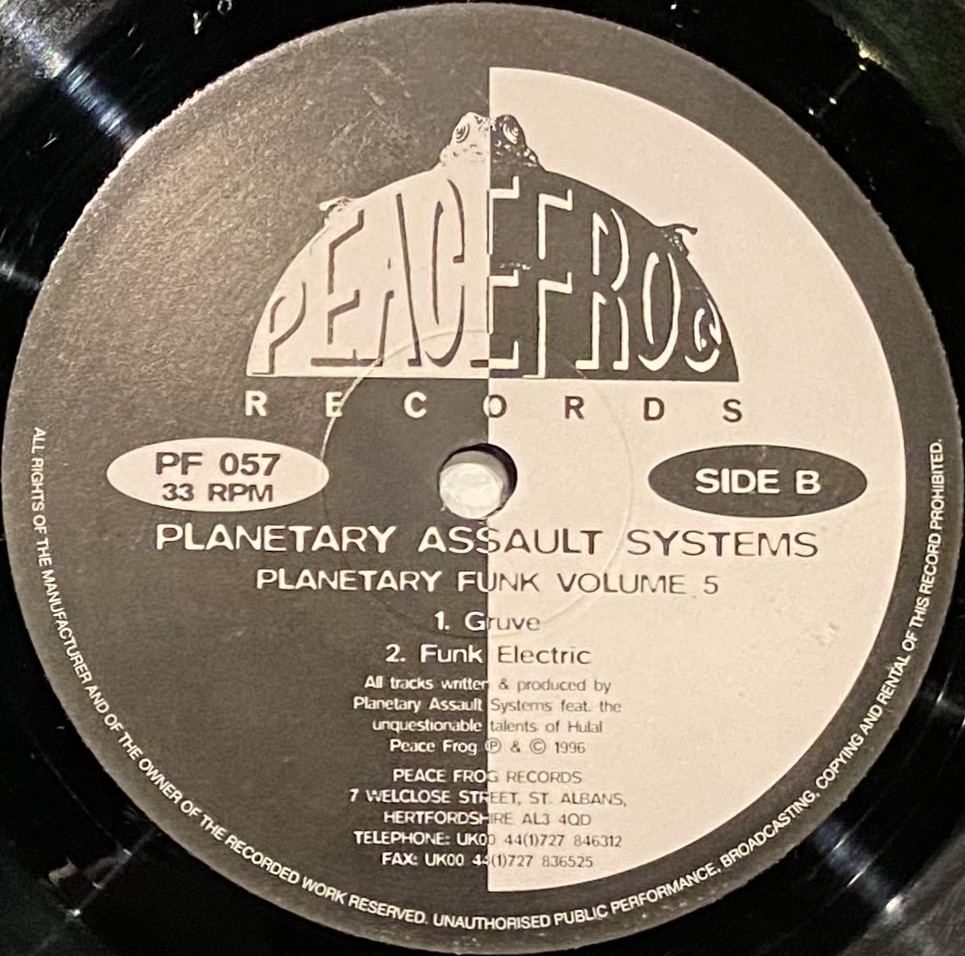 PEACEFROG
RECORDS
PF 057
33 RPM
SIDE B
PLANETARY ASSAULT SYSTEMS
PLANETARY FUNK VOLUME 5
1. Gruve
2. Funk Electric
All tracks written & produced by
Planetary Assault Systems feat. the
unquestionable talents of Hulal
Peace Frog ℗ & © 1996
PEACE FROG RECORDS
7 WELCLOSE STREET, ST. ALBANS,
HERTFORDSHIRE AL3 4QD
TELEPHONE: UK00 44(1)727 846312
FAX: UK00 44(1)727 836525
ALL RIGHTS OF THE MANUFACTURER AND OF THE OWNER OF THE RECORDED WORK RESERVED. UNAUTHORISED PUBLIC PERFORMANCE, BROADCASTING, COPYING AND RENTAL OF THIS RECORD PROHIBITED.